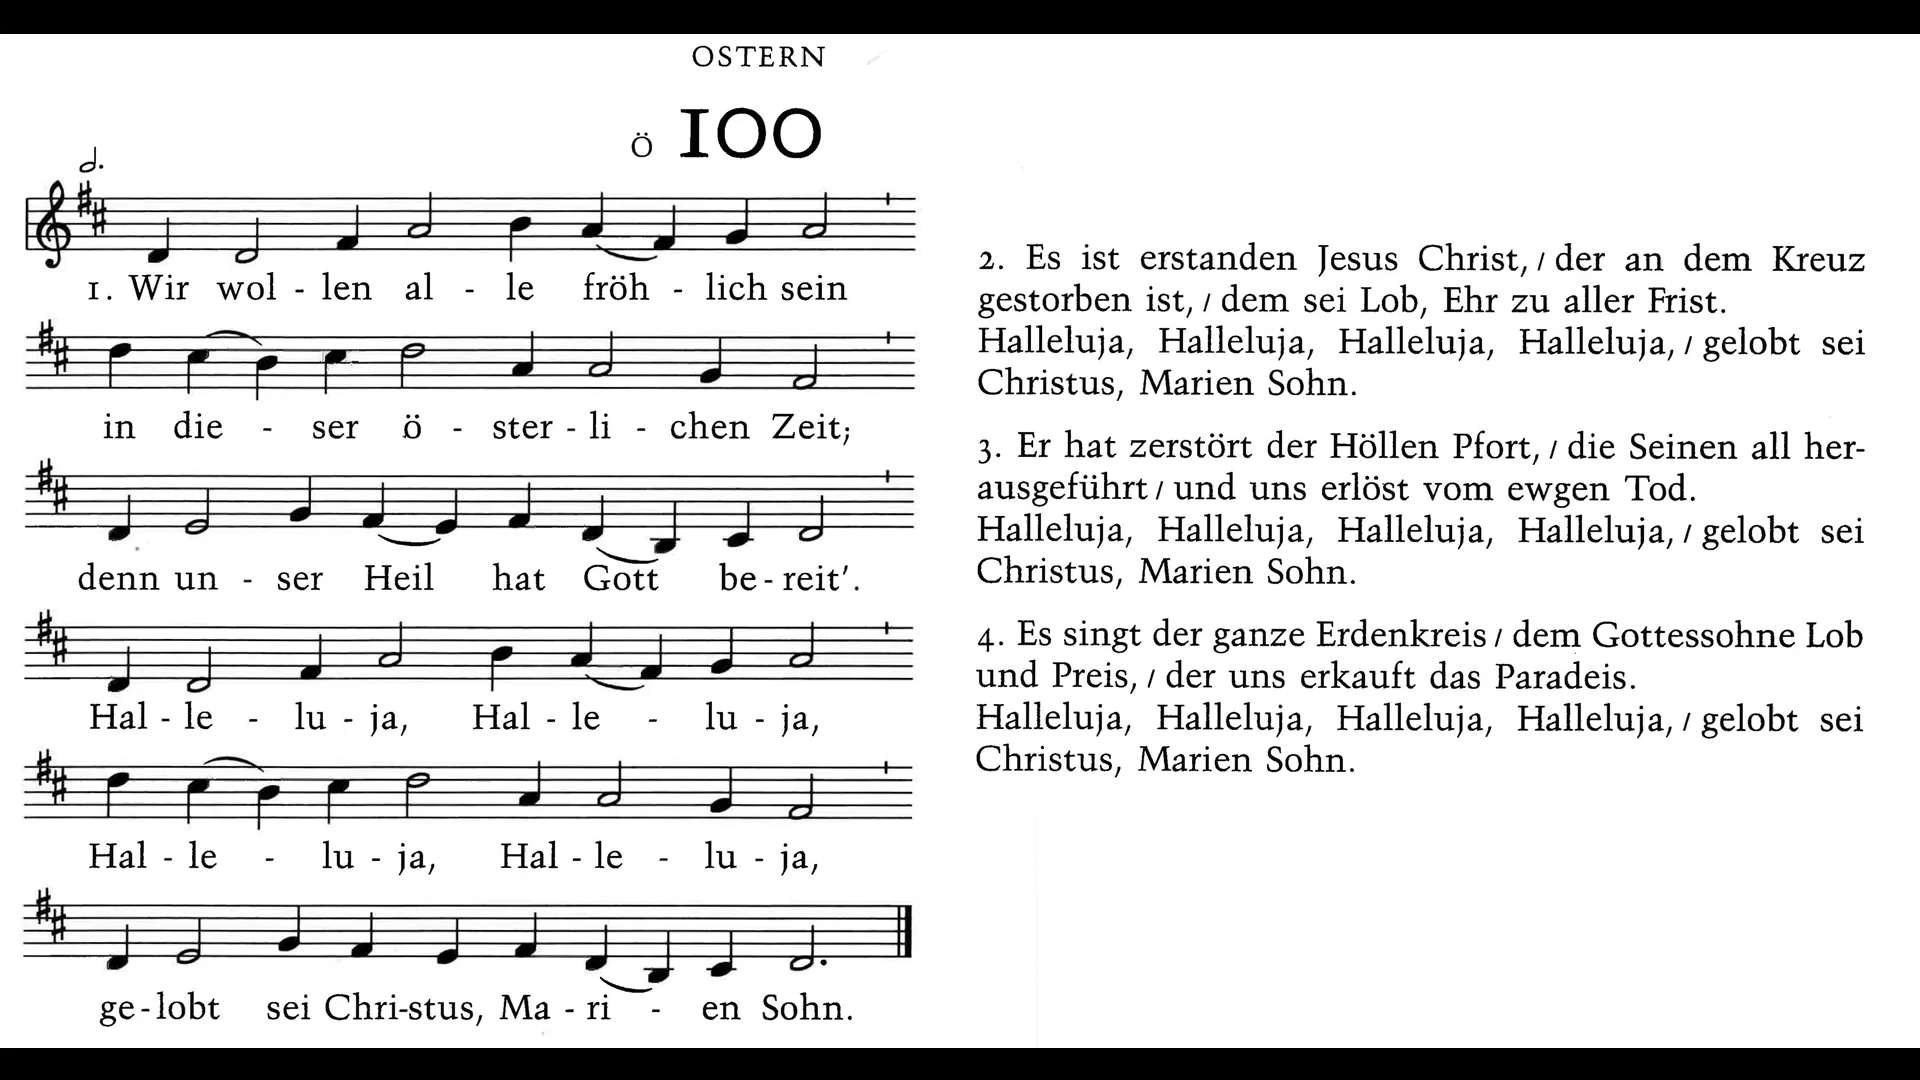 OSTERN
Ö 100
1. Wir wol - len al - le fröh - lich sein
in die - ser ö - ster - li - chen Zeit;
denn un - ser Heil hat Gott be - reit'.
Hal - le - lu - ja, Hal - le - lu - ja,
Hal - le - lu - ja, Hal - le - lu - ja,
ge - lobt sei Chri-stus, Ma - ri - en Sohn.
2. Es ist erstanden Jesus Christ, / der an dem Kreuz
gestorben ist, / dem sei Lob, Ehr zu aller Frist.
Halleluja, Halleluja, Halleluja, Halleluja, / gelobt sei
Christus, Marien Sohn.
3. Er hat zerstört der Höllen Pfort, / die Seinen all her-
ausgeführt / und uns erlöst vom ewgen Tod.
Halleluja, Halleluja, Halleluja, Halleluja, / gelobt sei
Christus, Marien Sohn.
4. Es singt der ganze Erdenkreis / dem Gottessohne Lob
und Preis, / der uns erkauft das Paradeis.
Halleluja, Halleluja, Halleluja, Halleluja, / gelobt sei
Christus, Marien Sohn.